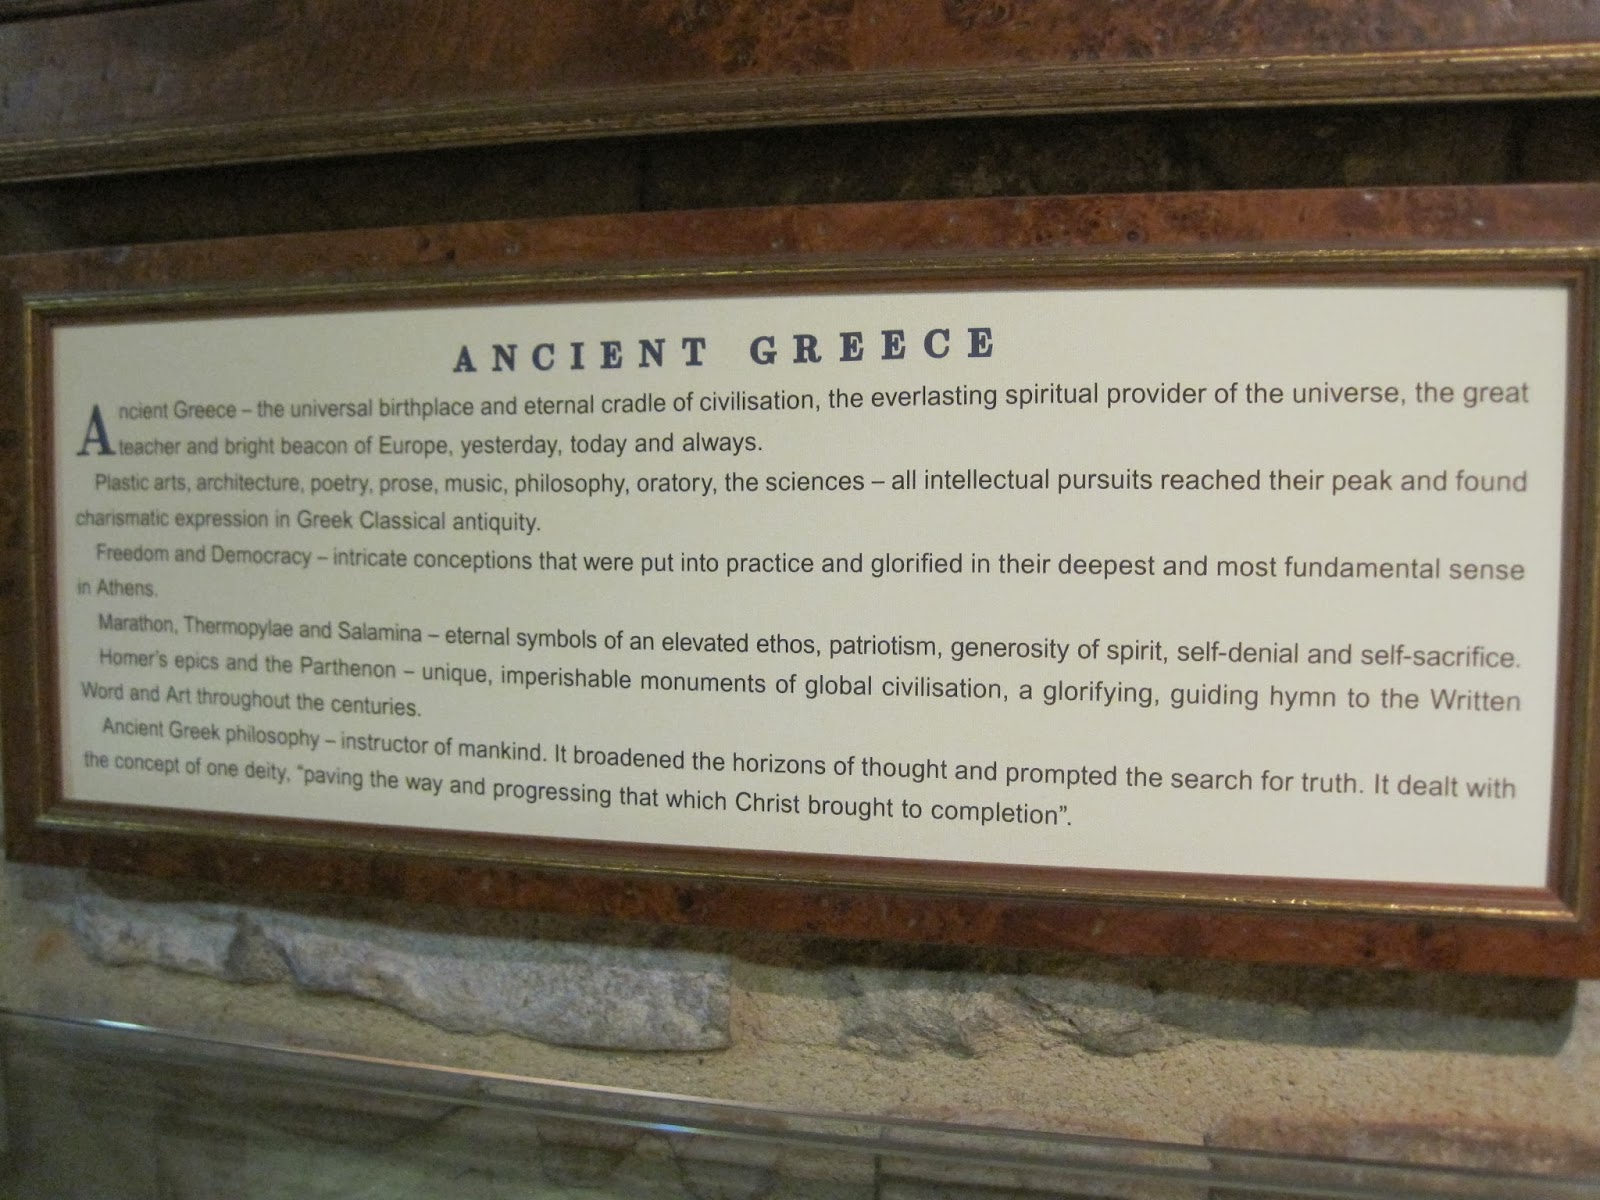 ANCIENT GREECE
Ancient Greece – the universal birthplace and eternal cradle of civilisation, the everlasting spiritual provider of the universe, the great
teacher and bright beacon of Europe, yesterday, today and always.
Plastic arts, architecture, poetry, prose, music, philosophy, oratory, the sciences – all intellectual pursuits reached their peak and found
charismatic expression in Greek Classical antiquity.
Freedom and Democracy – intricate conceptions that were put into practice and glorified in their deepest and most fundamental sense
in Athens.
Marathon, Thermopylae and Salamina – eternal symbols of an elevated ethos, patriotism, generosity of spirit, self-denial and self-sacrifice.
Homer's epics and the Parthenon – unique, imperishable monuments of global civilisation, a glorifying, guiding hymn to the Written
Word and Art throughout the centuries.
Ancient Greek philosophy – instructor of mankind. It broadened the horizons of thought and prompted the search for truth. It dealt with
the concept of one deity, “paving the way and progressing that which Christ brought to completion”.